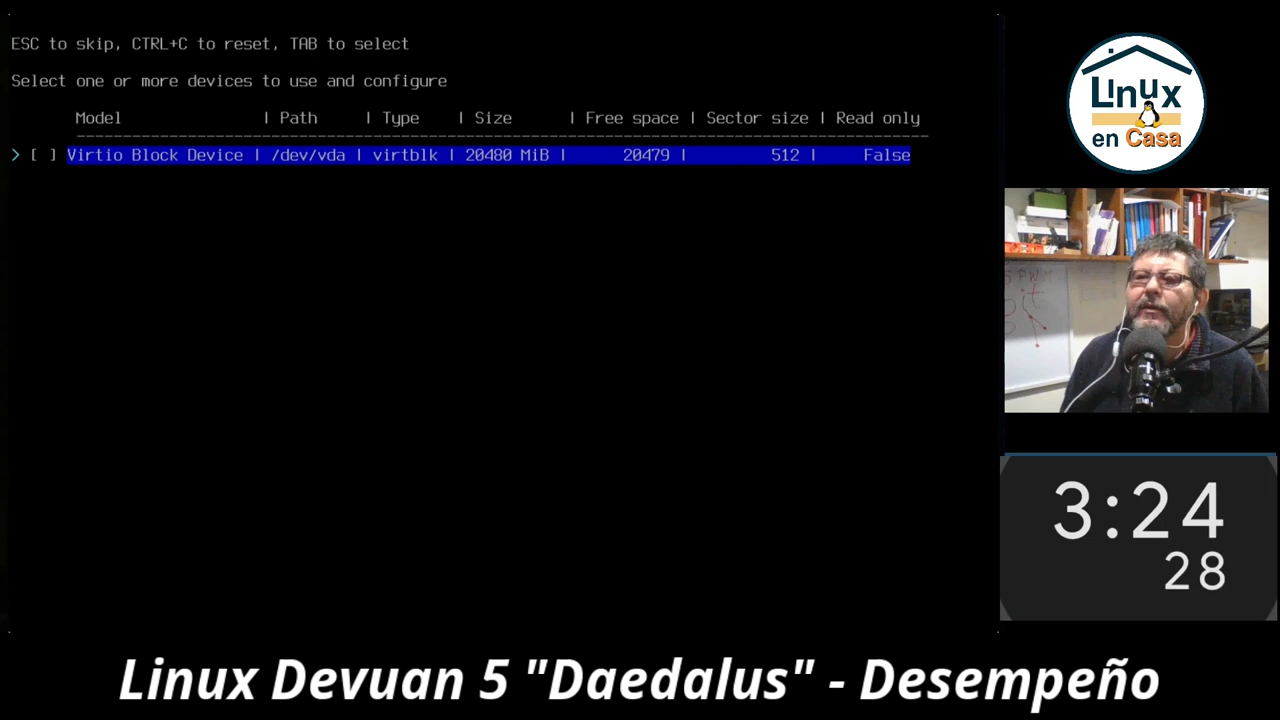 ESC to skip, CTRL+C to reset, TAB to select
Select one or more devices to use and configure
Model | Path | Type | Size | Free space | Sector size | Read only
> [ ] Virtio Block Device | /dev/vda | virtblk | 20480 MiB | 20479 | 512 | False
Linux
en Casa
3:24
28
Linux Devuan 5 "Daedalus" - Desempeño